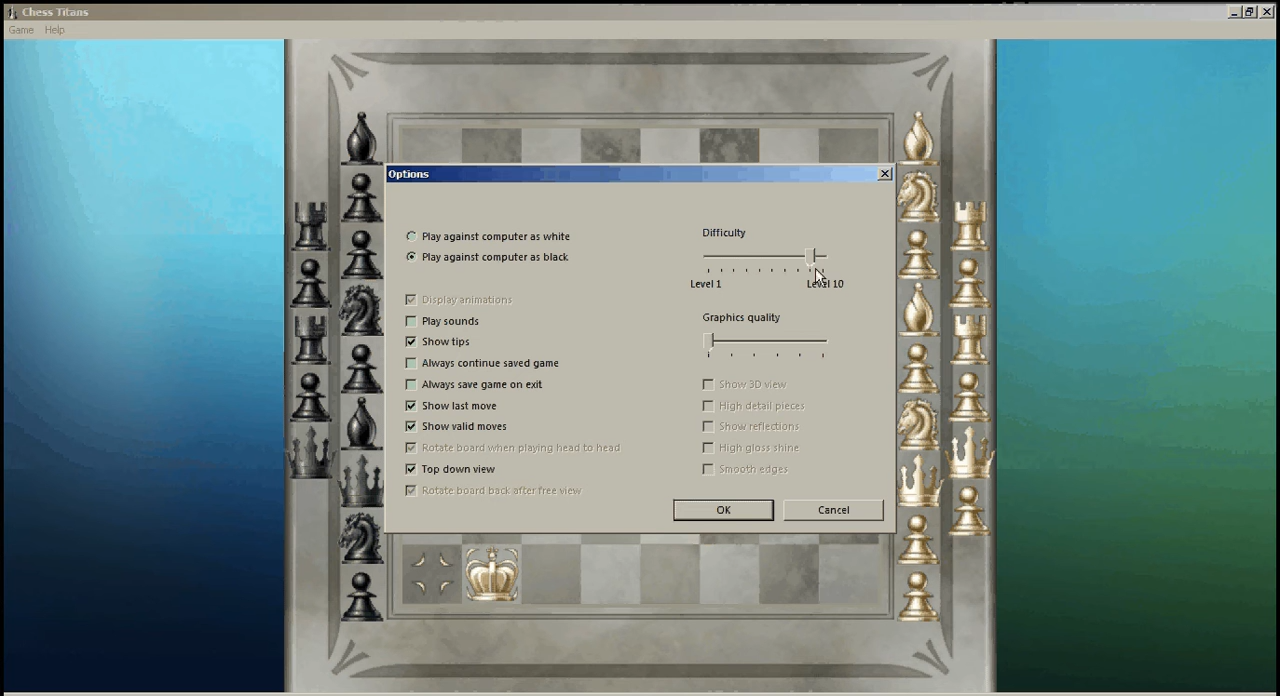 Chess Titans
Game Help
Options
Play against computer as white
Play against computer as black
Display animations
Play sounds
Show tips
Always continue saved game
Always save game on exit
Show last move
Show valid moves
Rotate board when playing head to head
Top down view
Rotate board back after free view
Difficulty
Level 1 Level 10
Graphics quality
Show 3D view
High detail pieces
Show reflections
High gloss shine
Smooth edges
OK Cancel